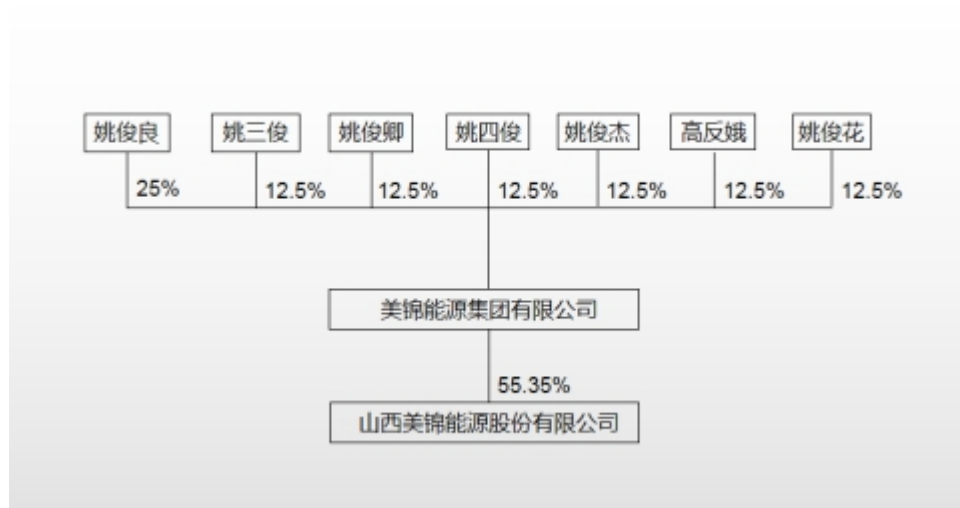 姚俊良 姚三俊 姚俊卿 姚四俊 姚俊杰 高反娥 姚俊花
25% 12.5% 12.5% 12.5% 12.5% 12.5% 12.5%
美锦能源集团有限公司
55.35%
山西美锦能源股份有限公司